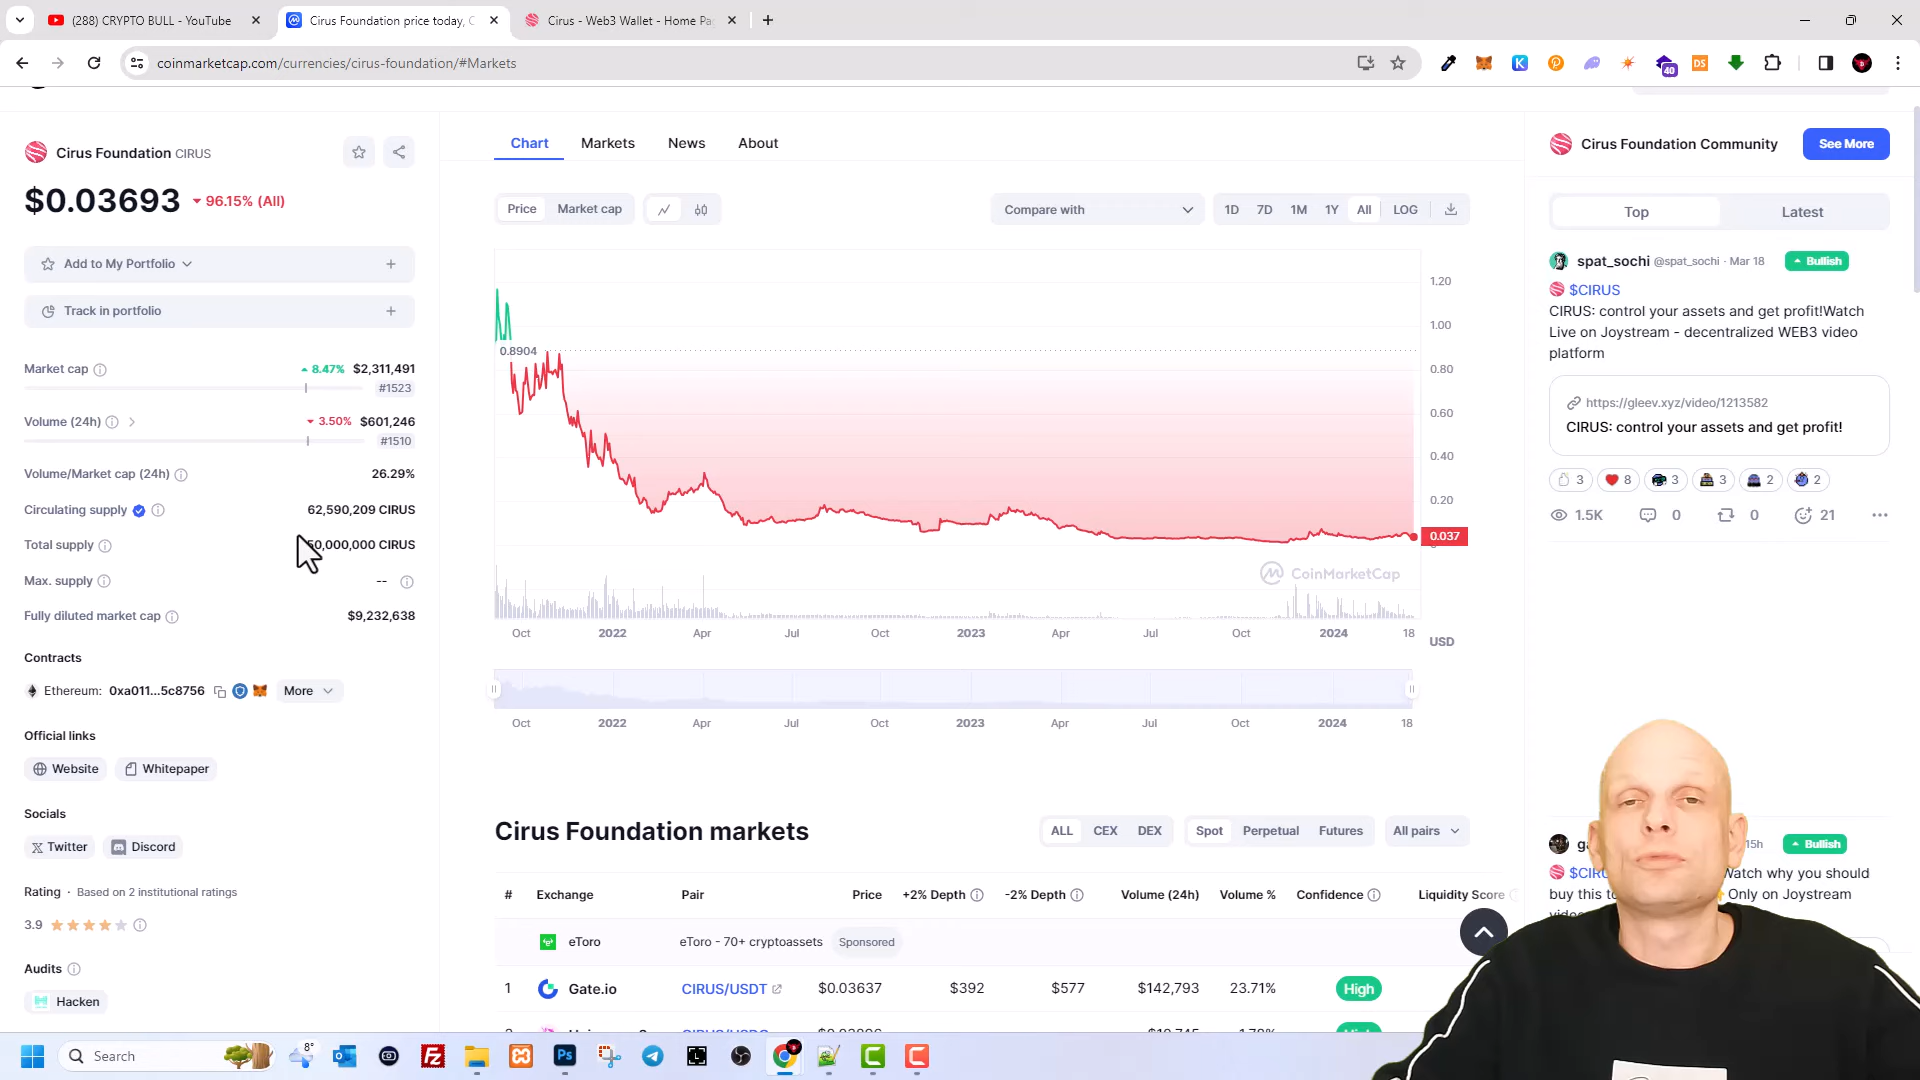 (288) CRYPTO BULL - YouTube
Cirus Foundation price today, C
Cirus - Web3 Wallet - Home Pa
coinmarketcap.com/currencies/cirus-foundation/#Markets
40
DS
Cirus Foundation CIRUS
$0.03693 96.15% (All)
Add to My Portfolio
Track in portfolio
Market cap 8.47% $2,311,491
#1523
Volume (24h) 3.50% $601,246
#1510
Volume/Market cap (24h) 26.29%
Circulating supply 62,590,209 CIRUS
Total supply 50,000,000 CIRUS
Max. supply --
Fully diluted market cap $9,232,638
Contracts
Ethereum: 0xa011...5c8756 More
Official links
Website Whitepaper
Socials
Twitter Discord
Rating · Based on 2 institutional ratings
3.9
Audits
Hacken
Chart Markets News About
Price Market cap
Compare with
1D 7D 1M 1Y All LOG
1.20
1.00
0.8904
0.80
0.60
0.40
0.20
0.037
CoinMarketCap
Oct 2022 Apr Jul Oct 2023 Apr Jul Oct 2024 18
USD
Oct 2022 Apr Jul Oct 2023 Apr Jul Oct 2024 18
Cirus Foundation markets
ALL CEX DEX
Spot Perpetual Futures
All pairs
# Exchange Pair Price +2% Depth -2% Depth Volume (24h) Volume % Confidence Liquidity Score
eToro eToro - 70+ cryptoassets Sponsored
1 Gate.io CIRUS/USDT $0.03637 $392 $577 $142,793 23.71% High
Cirus Foundation Community
See More
Top Latest
spat_sochi @spat_sochi · Mar 18 Bullish
$CIRUS
CIRUS: control your assets and get profit!Watch
Live on Joystream - decentralized WEB3 video
platform
https://gleev.xyz/video/1213582
CIRUS: control your assets and get profit!
3 8 3 3 2 2
1.5K 0 0 21
15h Bullish
Watch why you should
buy this to Only on Joystream
Search
8°